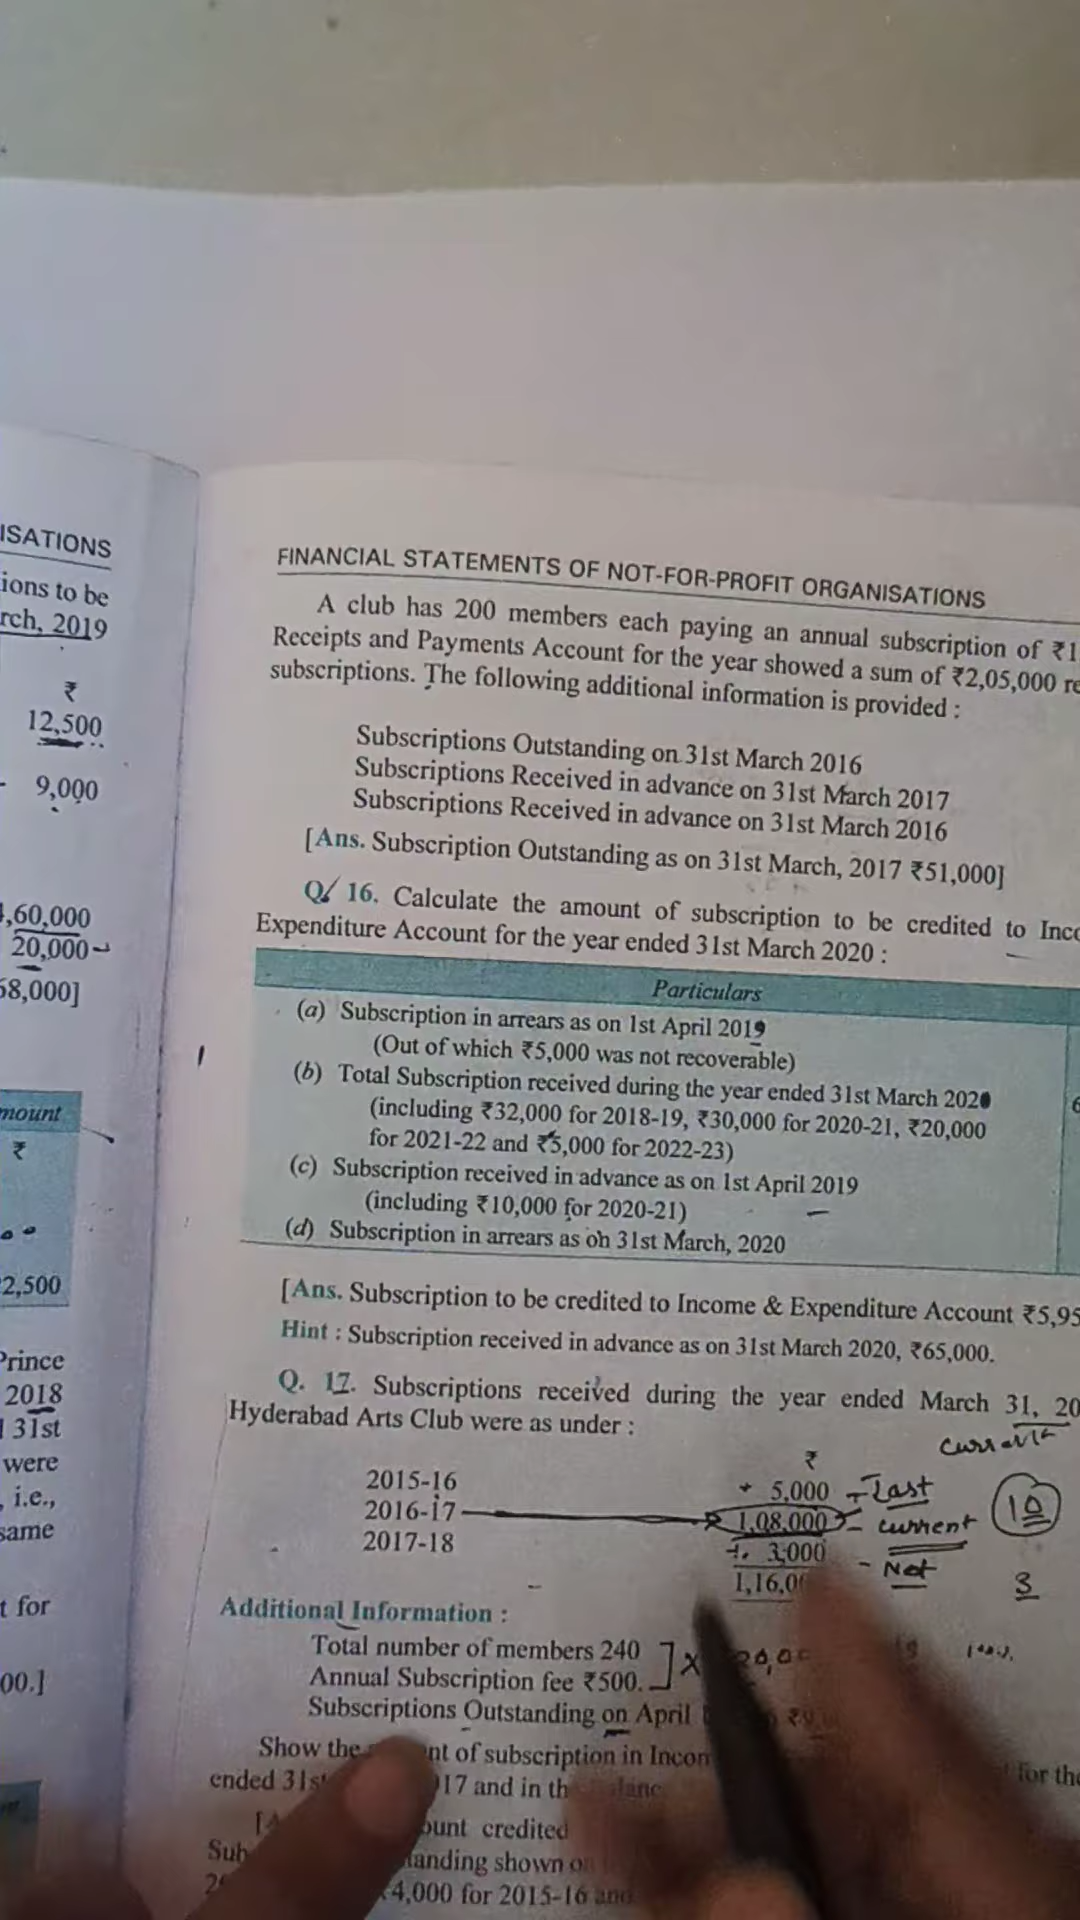 ISATIONS
ions to be
rch, 2019
₹
12,500
9,000
,60,000
20,000
58,000]
mount
₹
2,500
Prince
2018
31st
were
i.e.,
same
t for
00.]
FINANCIAL STATEMENTS OF NOT-FOR-PROFIT ORGANISATIONS
A club has 200 members each paying an annual subscription of ₹1
Receipts and Payments Account for the year showed a sum of ₹2,05,000 re
subscriptions. The following additional information is provided :
Subscriptions Outstanding on 31st March 2016
Subscriptions Received in advance on 31st March 2017
Subscriptions Received in advance on 31st March 2016
[Ans. Subscription Outstanding as on 31st March, 2017 ₹51,000]
Q. 16. Calculate the amount of subscription to be credited to Inco
Expenditure Account for the year ended 31st March 2020 :
Particulars
(a) Subscription in arrears as on 1st April 2019
(Out of which ₹5,000 was not recoverable)
(b) Total Subscription received during the year ended 31st March 2020
(including ₹32,000 for 2018-19, ₹30,000 for 2020-21, ₹20,000
for 2021-22 and ₹5,000 for 2022-23)
(c) Subscription received in advance as on 1st April 2019
(including ₹10,000 for 2020-21)
(d) Subscription in arrears as on 31st March, 2020
[Ans. Subscription to be credited to Income & Expenditure Account ₹5,95
Hint : Subscription received in advance as on 31st March 2020, ₹65,000.
Q. 17. Subscriptions received during the year ended March 31, 20
Hyderabad Arts Club were as under :
current
₹
2015-16 + 5,000 - Last
2016-17 1,08,000 - current 10
2017-18 + 3,000 - Not
1,16,0 3
Additional Information :
Total number of members 240
Annual Subscription fee ₹500. ] ×
Subscriptions Outstanding on April
Show the nt of subscription in Incom for the
ended 31s 17 and in th lanc
ount credited
Sub tanding shown on
4,000 for 2015-16 and